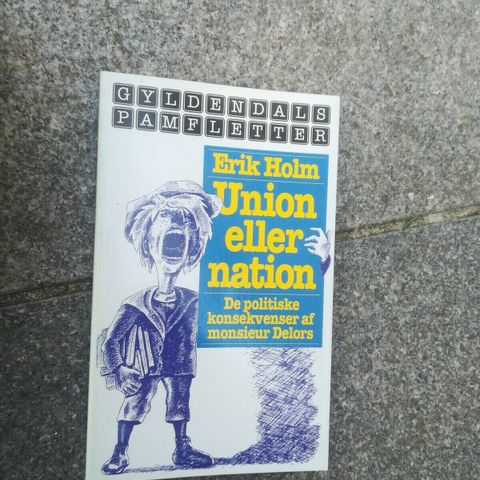 GYLDENDALS
PAMFLETTER
Erik Holm
Union
eller
nation
De politiske
konsekvenser af
monsieur Delors